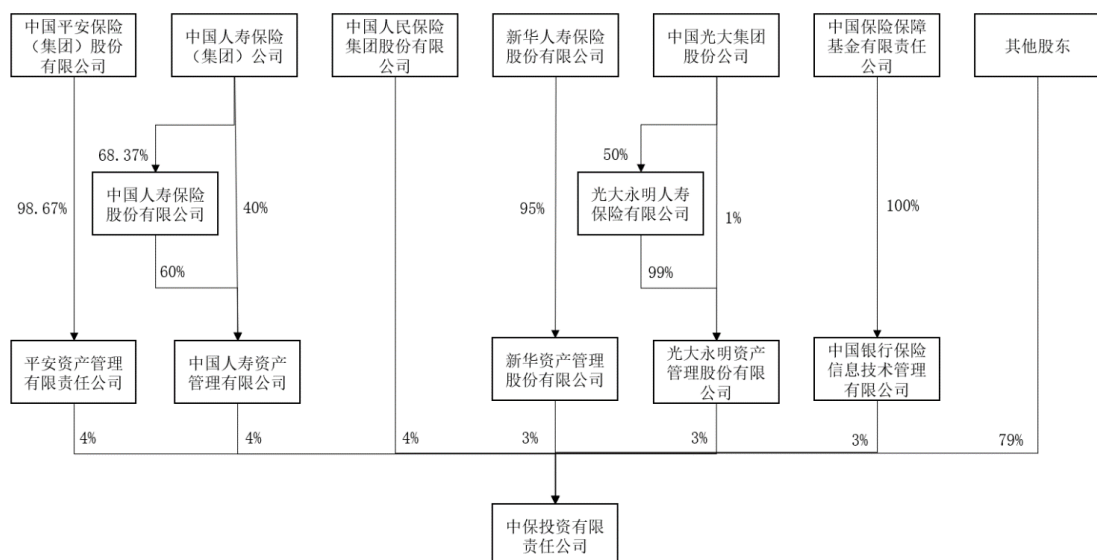 中国平安保险
（集团）股份
有限公司
中国人寿保险
（集团）公司
中国人民保险
集团股份有限
公司
新华人寿保险
股份有限公司
中国光大集团
股份公司
中国保险保障
基金有限责任
公司
其他股东
68.37%
50%
中国人寿保险
股份有限公司
光大永明人寿
保险有限公司
98.67%
40%
95%
1%
100%
60%
99%
平安资产管理
有限责任公司
中国人寿资产
管理有限公司
新华资产管理
股份有限公司
光大永明资产
管理股份有限
公司
中国银行保险
信息技术管理
有限公司
4%
4%
4%
3%
3%
3%
79%
中保投资有限
责任公司